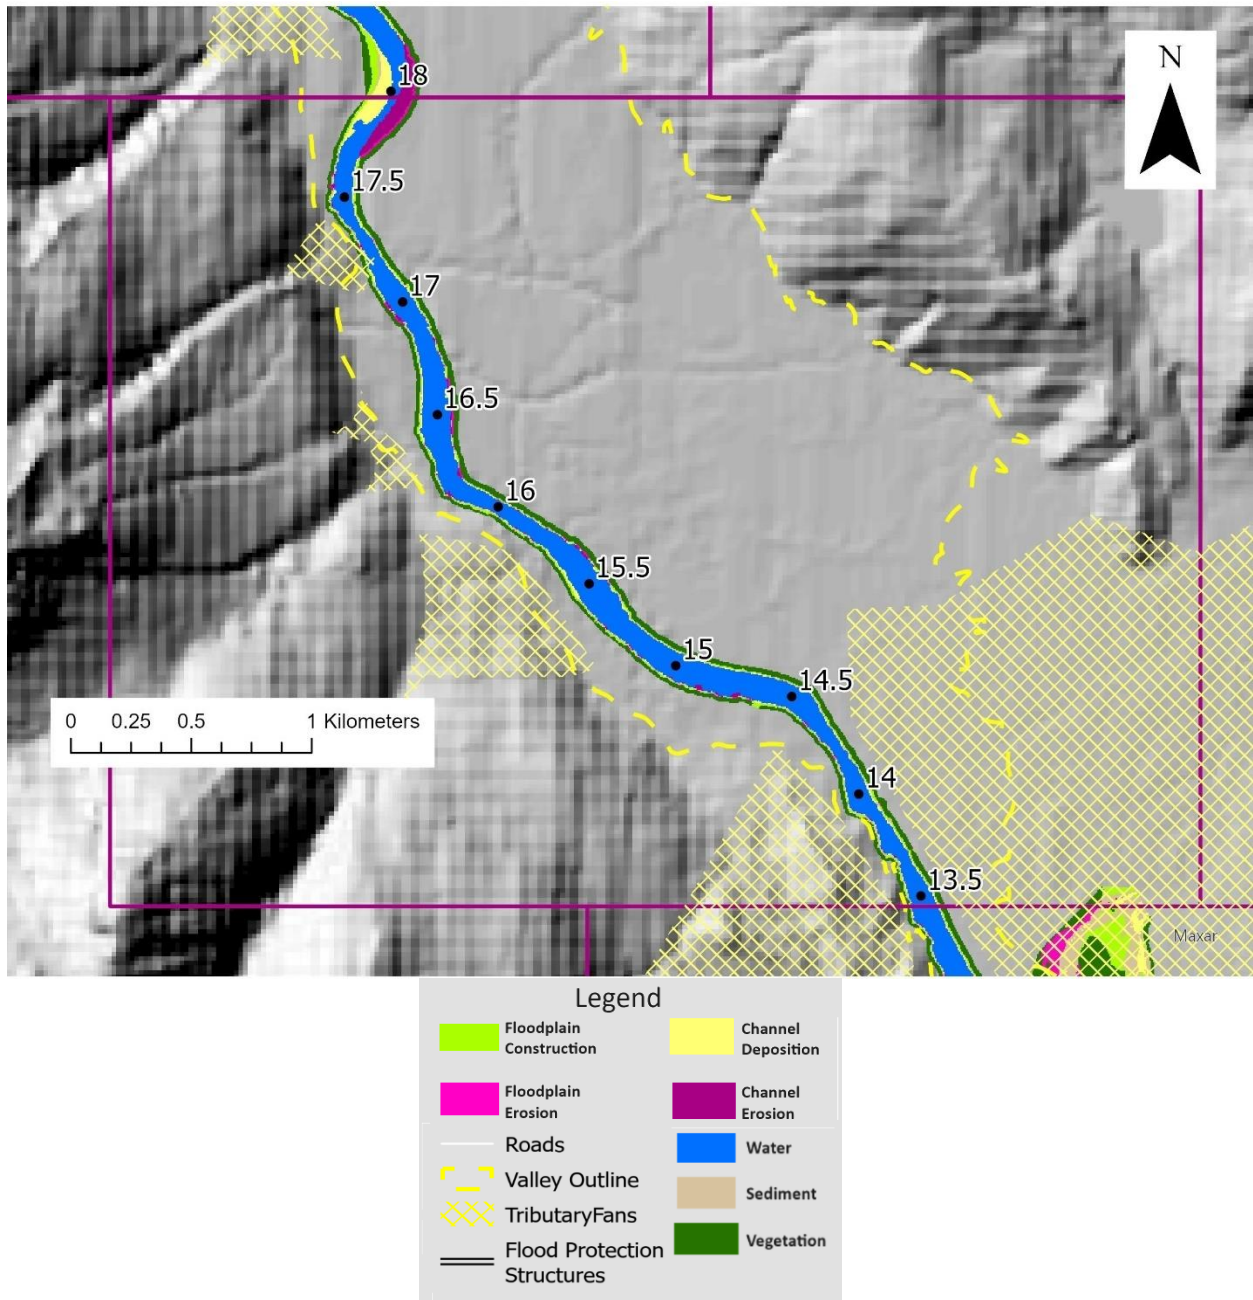 N
18
17.5
17
16.5
16
15.5
15
14.5
14
13.5
0 0.25 0.5 1 Kilometers
Maxar
Legend
Floodplain
Construction
Channel
Deposition
Floodplain
Erosion
Channel
Erosion
Roads
Water
Valley Outline
Sediment
TributaryFans
Vegetation
Flood Protection
Structures